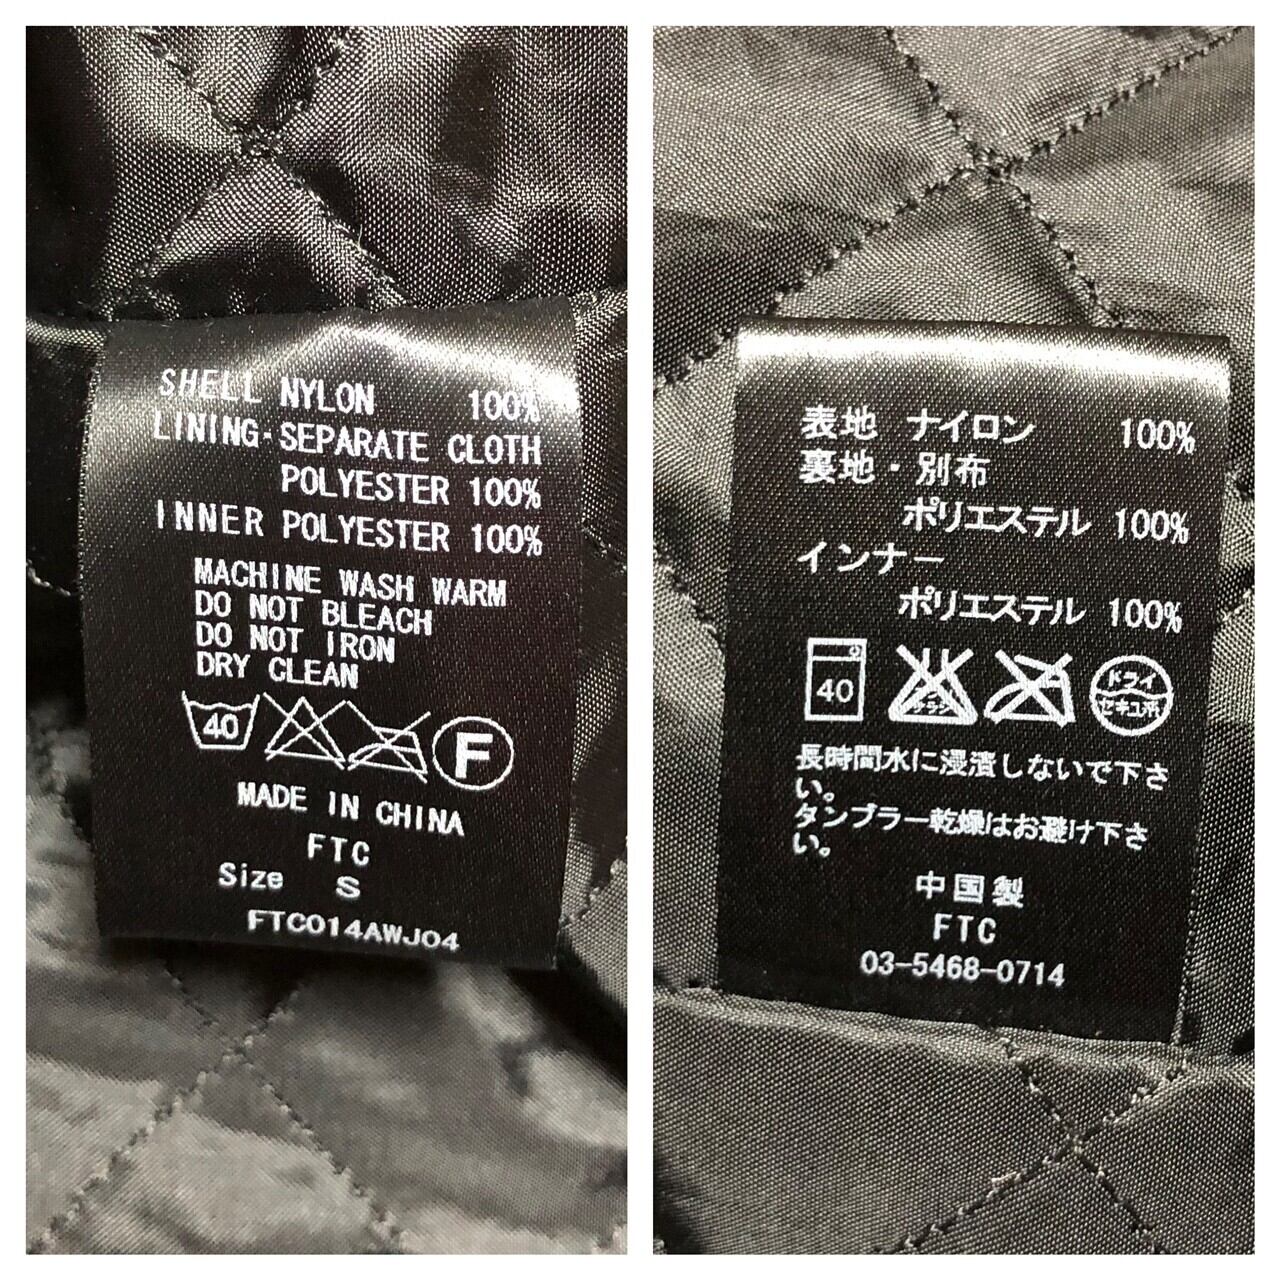 SHELL NYLON 100%
LINING·SEPARATE CLOTH
POLYESTER 100%
INNER POLYESTER 100%
MACHINE WASH WARM
DO NOT BLEACH
DO NOT IRON
DRY CLEAN
40 F
MADE IN CHINA
FTC
Size S
FTC014AWJ04
表地 ナイロン 100%
裏地・別布
ポリエステル 100%
インナー
ポリエステル 100%
40 ドライ
セキユ系
長時間水に浸漬しないで下さ
い。
タンブラー乾燥はお避け下さ
い。
中国製
FTC
03-5468-0714